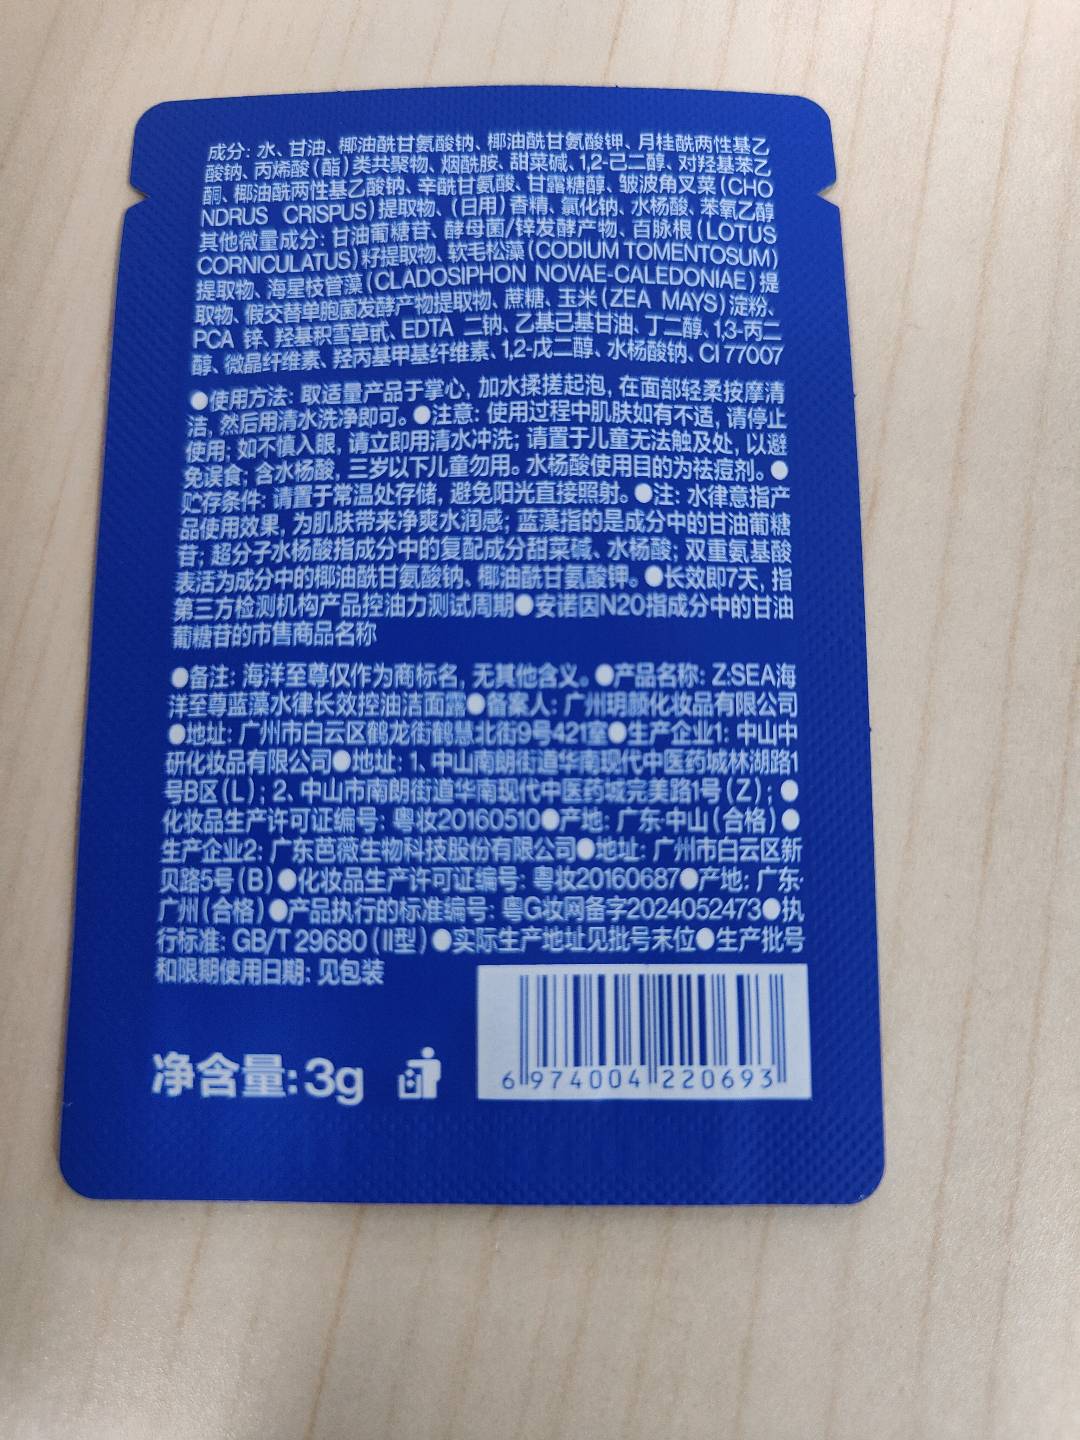 成分: 水、甘油、椰油酰甘氨酸钠、椰油酰甘氨酸钾、月桂酰两性基乙
酸钠、丙烯酸(酯)类共聚物、烟酰胺、甜菜碱、1,2-己二醇、对羟基苯乙
酮、椰油酰两性基乙酸钠、辛酰甘氨酸、甘露糖醇、皱波角叉菜(CHO
NDRUS CRISPUS)提取物、(日用)香精、氯化钠、水杨酸、苯氧乙醇
其他微量成分: 甘油葡糖苷、酵母菌/锌发酵产物、百脉根(LOTUS
CORNICULATUS)籽提取物、软毛松藻(CODIUM TOMENTOSUM)
提取物、海星枝管藻(CLADOSIPHON NOVAE-CALEDONIAE)提
取物、假交替单胞菌发酵产物提取物、蔗糖、玉米(ZEA MAYS)淀粉、
PCA 锌、羟基积雪草甙、EDTA 二钠、乙基己基甘油、丁二醇、1,3-丙二
醇、微晶纤维素、羟丙基甲基纤维素、1,2-戊二醇、水杨酸钠、CI 77007
●使用方法: 取适量产品于掌心, 加水揉搓起泡, 在面部轻柔按摩清
洁, 然后用清水洗净即可。●注意: 使用过程中肌肤如有不适, 请停止
使用; 如不慎入眼, 请立即用清水冲洗; 请置于儿童无法触及处, 以避
免误食; 含水杨酸, 三岁以下儿童勿用。水杨酸使用目的为祛痘剂。●
贮存条件: 请置于常温处存储, 避免阳光直接照射。●注: 水律意指产
品使用效果, 为肌肤带来净爽水润感; 蓝藻指的是成分中的甘油葡糖
苷; 超分子水杨酸指成分中的复配成分甜菜碱、水杨酸; 双重氨基酸
表活为成分中的椰油酰甘氨酸钠、椰油酰甘氨酸钾。●长效即7天, 指
第三方检测机构产品控油力测试周期●安诺因N20指成分中的甘油
葡糖苷的市售商品名称
●备注: 海洋至尊仅作为商标名, 无其他含义。●产品名称: Z:SEA海
洋至尊蓝藻水律长效控油洁面露●备案人: 广州玥颜化妆品有限公司
●地址: 广州市白云区鹤龙街鹤慧北街9号421室●生产企业1: 中山中
研化妆品有限公司●地址: 1、中山南朗街道华南现代中医药城林湖路1
号B区(L); 2、中山市南朗街道华南现代中医药城完美路1号(Z); ●
化妆品生产许可证编号: 粤妆20160510●产地: 广东·中山(合格)●
生产企业2: 广东芭薇生物科技股份有限公司●地址: 广州市白云区新
贝路5号(B)●化妆品生产许可证编号: 粤妆20160687●产地: 广东·
广州(合格)●产品执行的标准编号: 粤G妆网备字2024052473●执
行标准: GB/T 29680(II型)●实际生产地址见批号末位●生产批号
和限期使用日期: 见包装
净含量: 3g
6 974004 220693